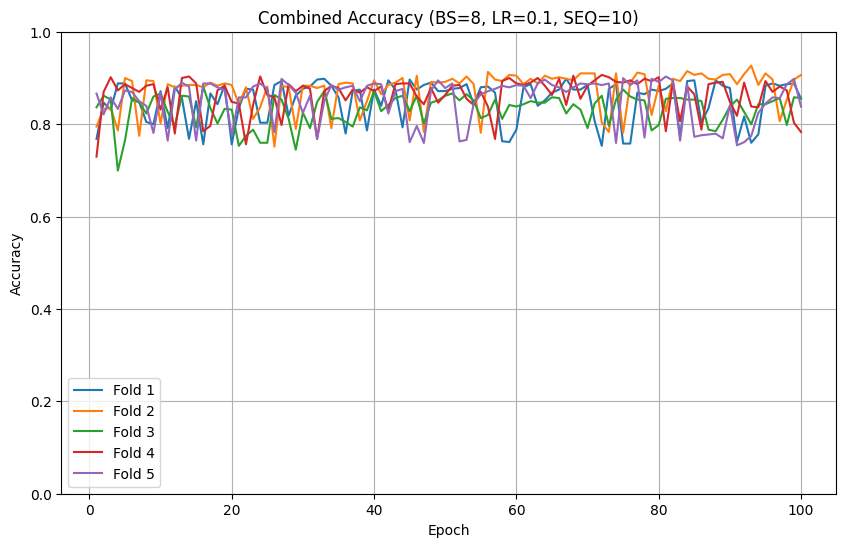 Combined Accuracy (BS=8, LR=0.1, SEQ=10)
Accuracy
1.0
0.8
0.6
0.4
0.2
0.0
Fold 1
Fold 2
Fold 3
Fold 4
Fold 5
0
20
40
60
80
100
Epoch